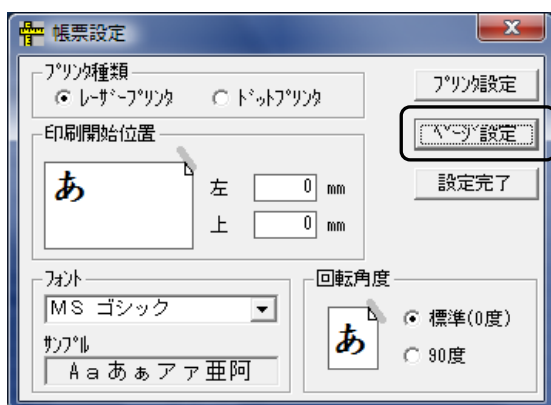 帳票設定
ﾌﾟﾘﾝﾀ種類
ﾚｰｻﾞｰﾌﾟﾘﾝﾀ ﾄﾞｯﾄﾌﾟﾘﾝﾀ
ﾌﾟﾘﾝﾀ設定
ﾍﾟｰｼﾞ設定
設定完了
印刷開始位置
あ
左 0 mm
上 0 mm
ﾌｫﾝﾄ
ＭＳ ゴシック
ｻﾝﾌﾟﾙ
Ａａあぁアァ亜阿
回転角度
あ
標準(0度)
90度